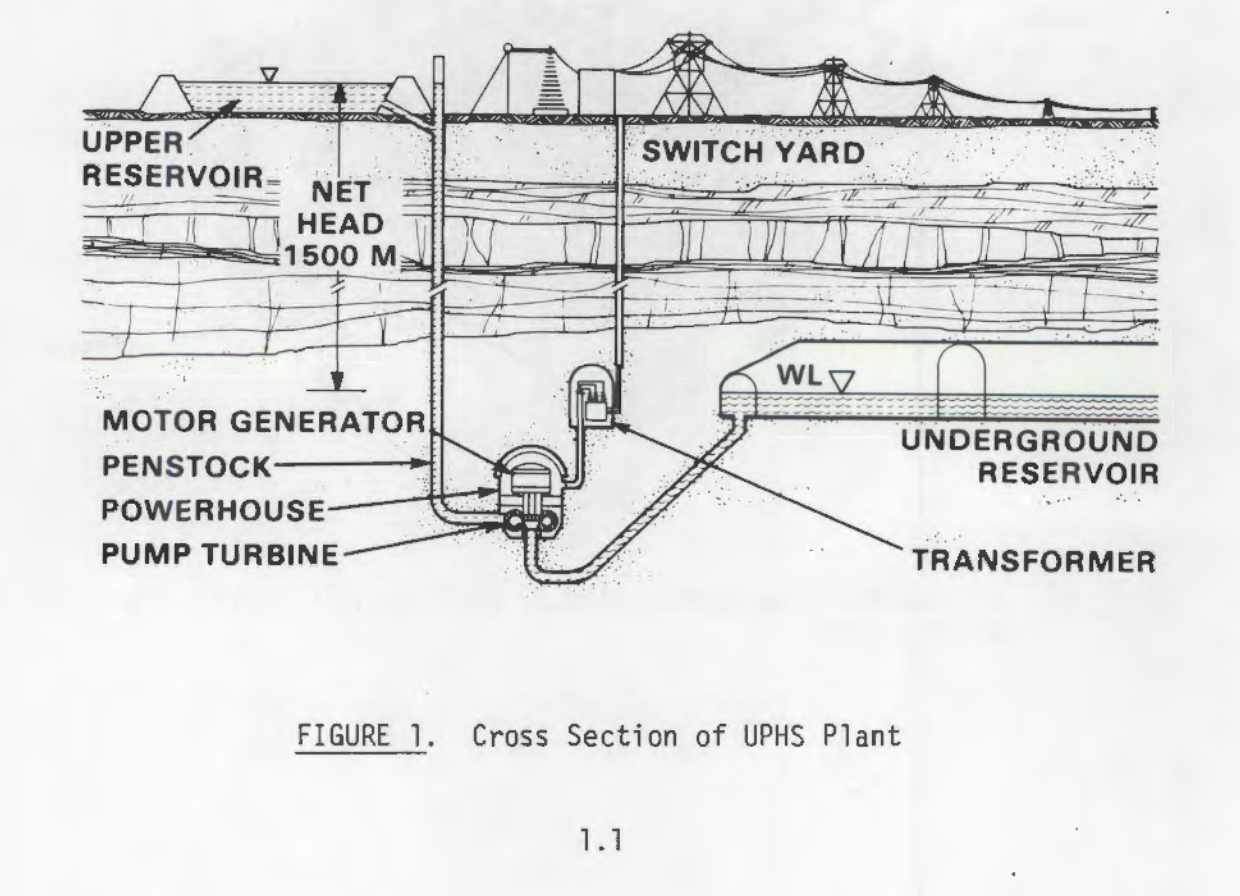 UPPER
RESERVOIR
NET
HEAD
1500 M
SWITCH YARD
WL
MOTOR GENERATOR
PENSTOCK
POWERHOUSE
PUMP TURBINE
UNDERGROUND
RESERVOIR
TRANSFORMER
FIGURE 1. Cross Section of UPHS Plant
1.1